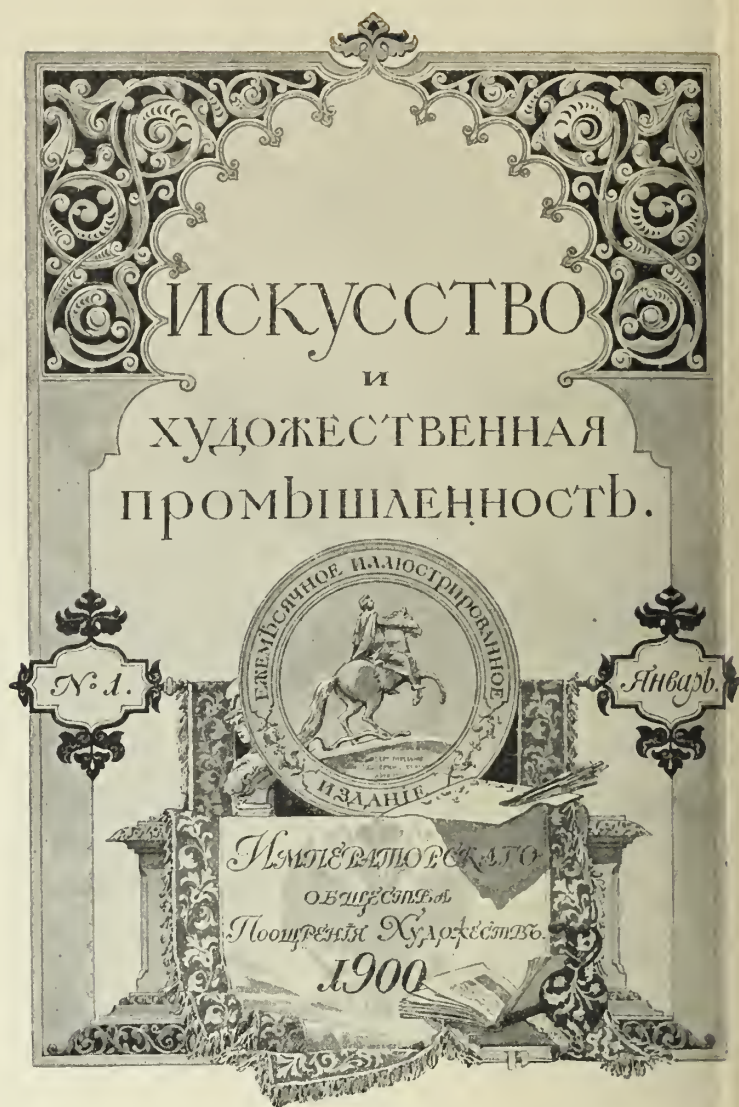 ИСКУССТВО
и
ХУДОЖЕСТВЕННАЯ
ПРОМЫШЛЕННОСТЬ.
ЕЖЕМѢСЯЧНОЕ ИЛЛЮСТРИРОВАННОЕ
ИЗДАНІЕ
№ 1.
Январь.
ИМПЕРАТОРСКАГО
ОБЩЕСТВА
ПООЩРЕНІЯ ХУДОЖЕСТВЪ.
1900